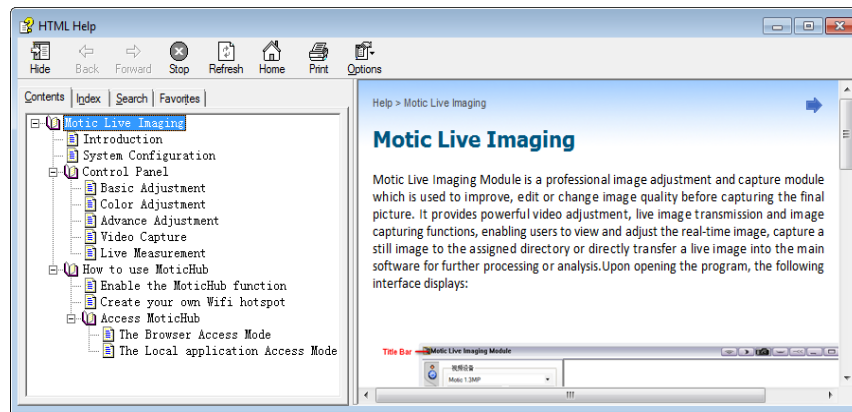 HTML Help
Hide Back Forward Stop Refresh Home Print Options
Contents Index Search Favorites
Motic Live Imaging
Introduction
System Configuration
Control Panel
Basic Adjustment
Color Adjustment
Advance Adjustment
Video Capture
Live Measurement
How to use MoticHub
Enable the MoticHub function
Create your own Wifi hotspot
Access MoticHub
The Browser Access Mode
The Local application Access Mode
Help > Motic Live Imaging
Motic Live Imaging
Motic Live Imaging Module is a professional image adjustment and capture module
which is used to improve, edit or change image quality before capturing the final
picture. It provides powerful video adjustment, live image transmission and image
capturing functions, enabling users to view and adjust the real-time image, capture a
still image to the assigned directory or directly transfer a live image into the main
software for further processing or analysis.Upon opening the program, the following
interface displays:
Title Bar Motic Live Imaging Module
视频设备
Motic 1.3MP